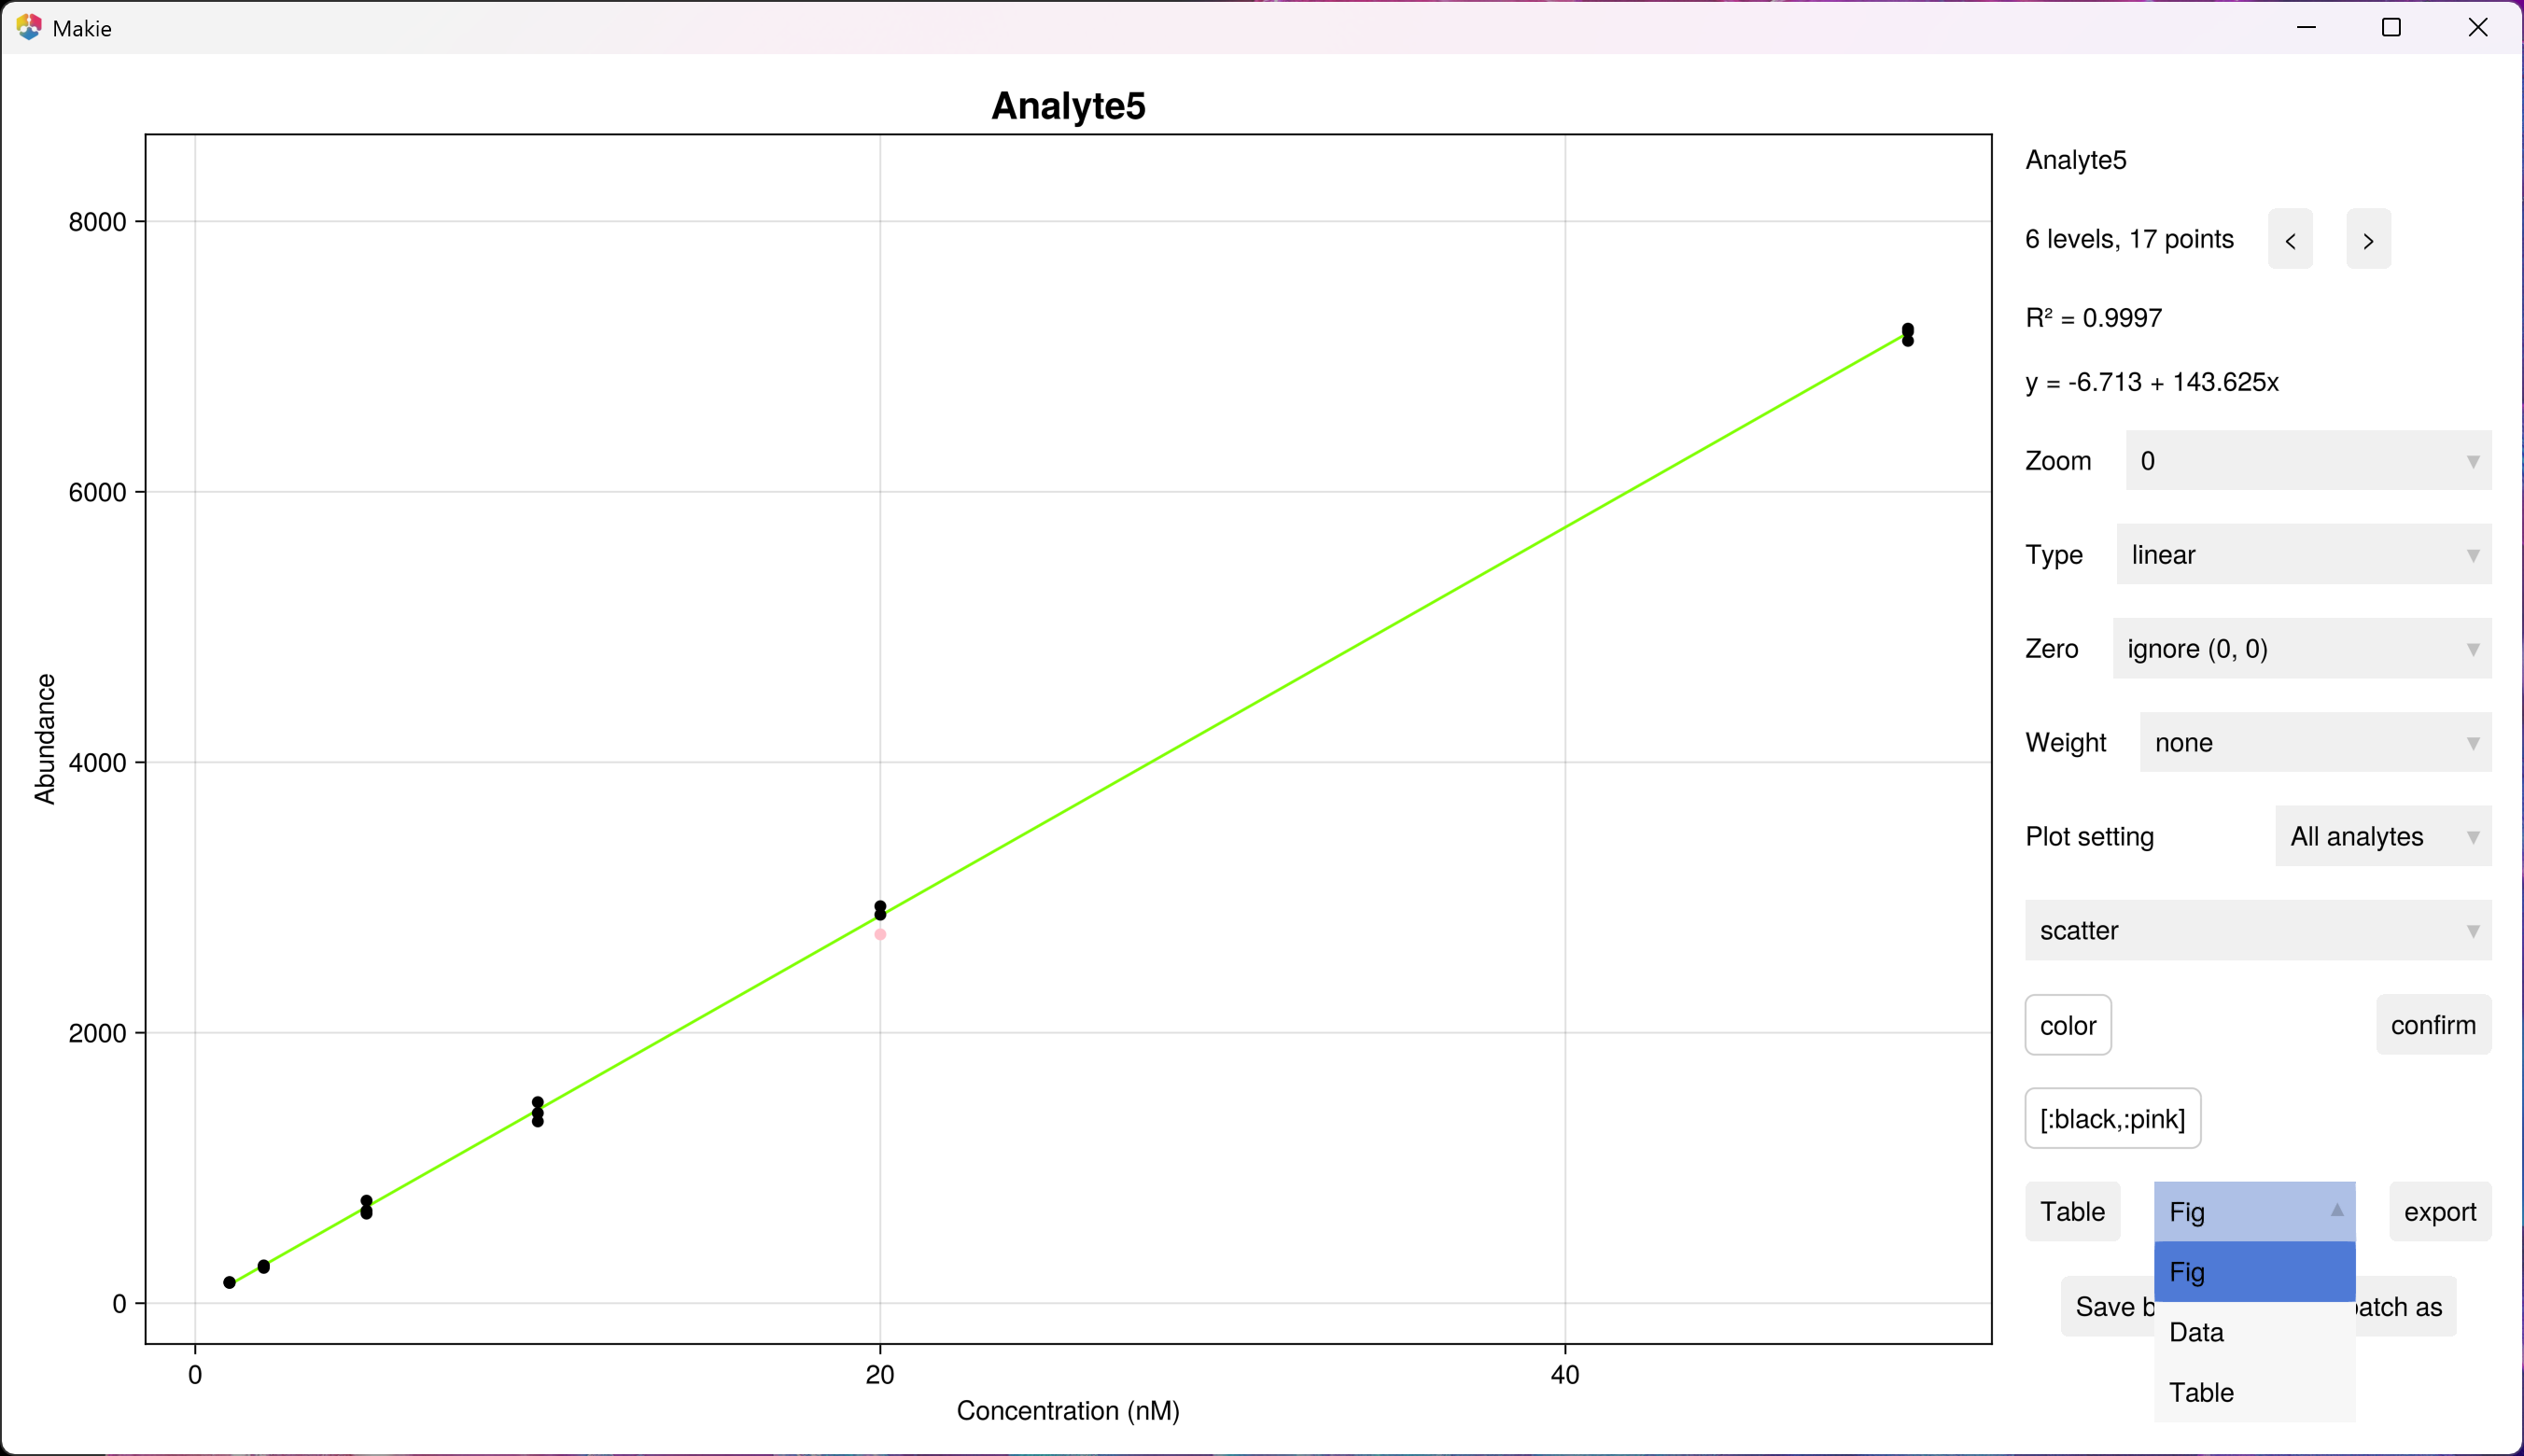 Makie
Analyte5
8000
6000
4000
2000
0
0
20
40
Abundance
Concentration (nM)
Analyte5
6 levels, 17 points
<
>
R² = 0.9997
y = -6.713 + 143.625x
Zoom
0
Type
linear
Zero
ignore (0, 0)
Weight
none
Plot setting
All analytes
scatter
color
confirm
[:black,:pink]
Table
Fig
export
Fig
Save b
atch as
Data
Table